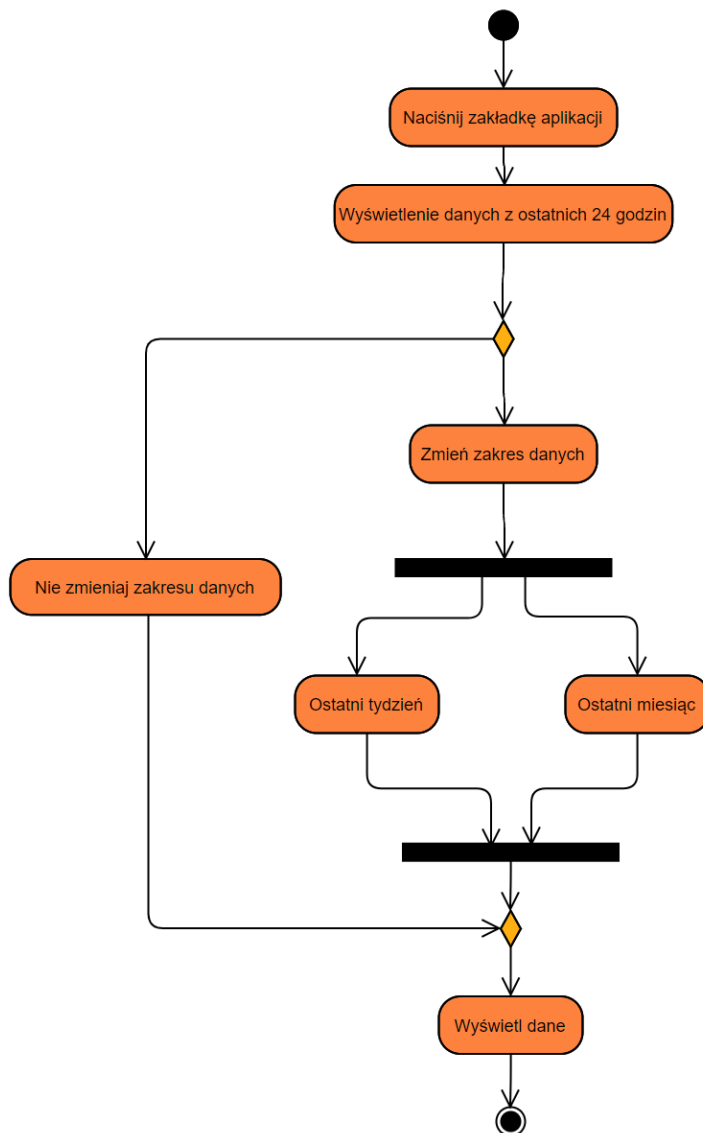 Naciśnij zakładkę aplikacji
Wyświetlenie danych z ostatnich 24 godzin
Zmień zakres danych
Nie zmieniaj zakresu danych
Ostatni tydzień
Ostatni miesiąc
Wyświetl dane